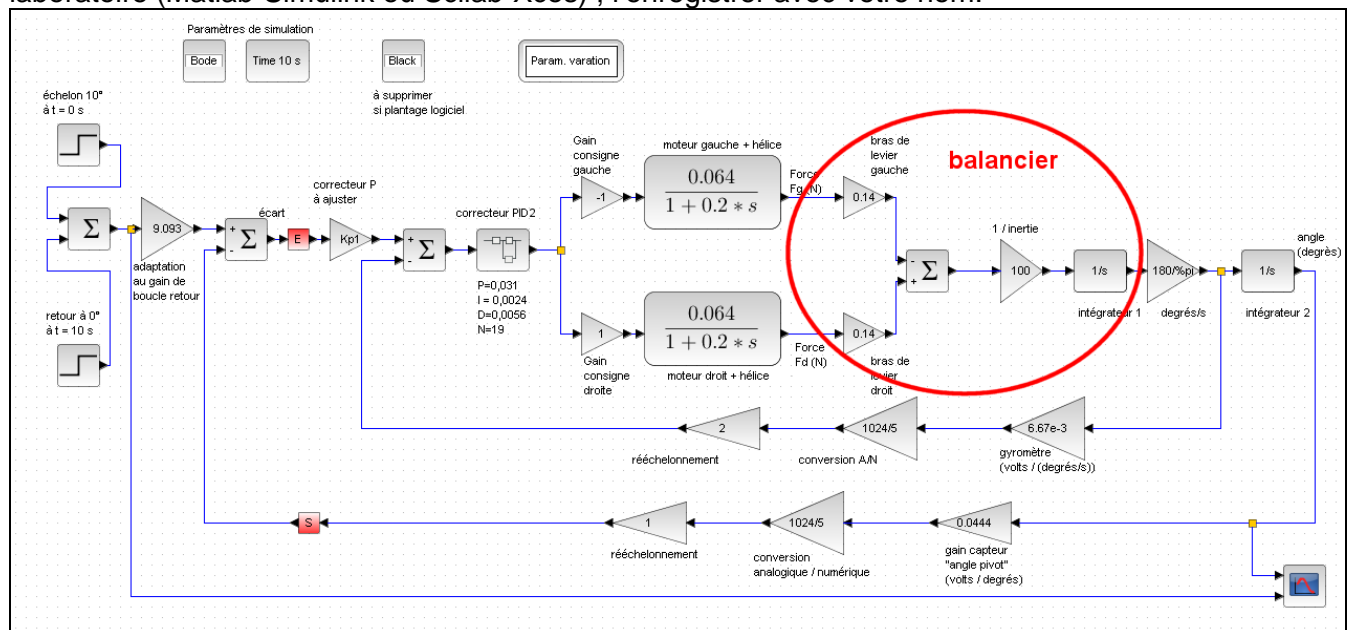 laboratoire (Matlab-Simulink ou Scilab-Xcos) ; l'enregistrer avec votre nom.
Paramètres de simulation
Bode
Time 10 s
Black
Param. varation
à supprimer
si plantage logiciel
échelon 10°
à t = 0 s
Σ
9.093
adaptation
au gain de
boucle retour
retour à 0°
à t = 10 s
+
-
Σ
écart
E
correcteur P
à ajuster
Kp1
+
-
Σ
correcteur PID2
P=0,031
I = 0,0024
D=0,0056
N=19
Gain
consigne
gauche
-1
moteur gauche + hélice
0.064
1 + 0.2 * s
Force
Fg (N)
bras de
levier
gauche
0.14
balancier
1
Gain
consigne
droite
0.064
1 + 0.2 * s
moteur droit + hélice
Force
Fd (N)
0.14
bras de
levier
droit
-
+
Σ
1 / inertie
100
1/s
intégrateur 1
180/%pi
degrés/s
1/s
intégrateur 2
angle
(degrès)
2
rééchelonnement
1024/5
conversion A/N
6.67e-3
gyromètre
(volts / (degrés/s))
S
1
rééchelonnement
1024/5
conversion
analogique / numérique
0.0444
gain capteur
"angle pivot"
(volts / degrés)